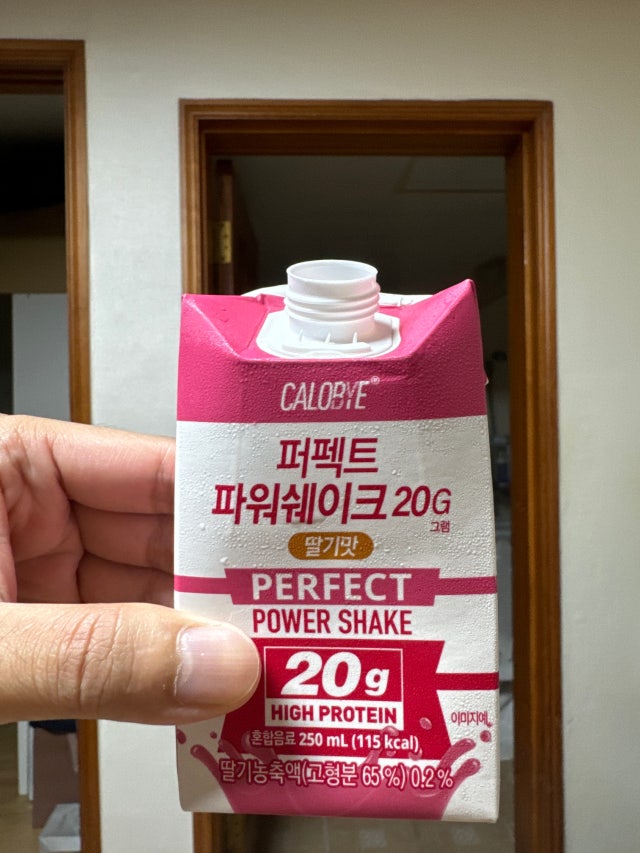 CALOBYE®
퍼펙트
파워쉐이크 20G
그램
딸기맛
PERFECT
POWER SHAKE
20g
HIGH PROTEIN
이미지예
혼합음료 250 mL (115 kcal)
딸기농축액(고형분 65 %) 0.2 %